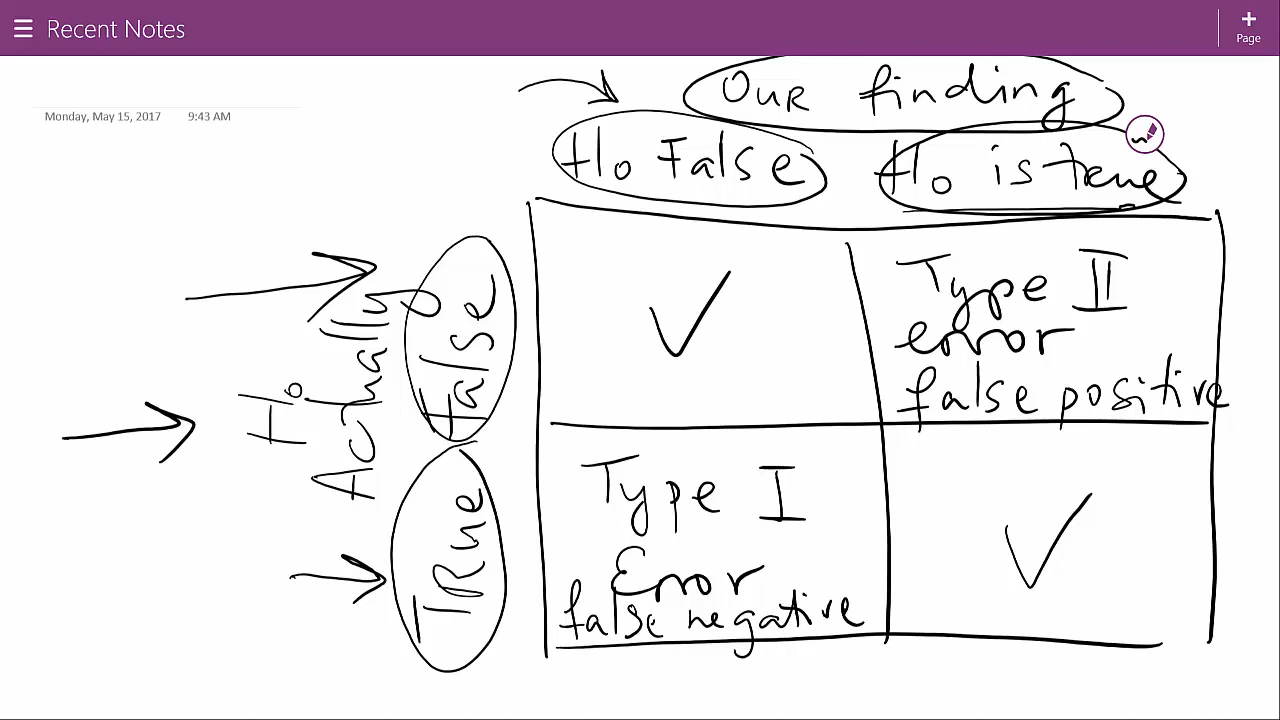 Recent Notes
+
Page
Monday, May 15, 2017 9:43 AM
Our finding
Ho False
Ho is true
Ho
Actually
False
TRue
Type II
error
false positive
Type I
Error
false negative